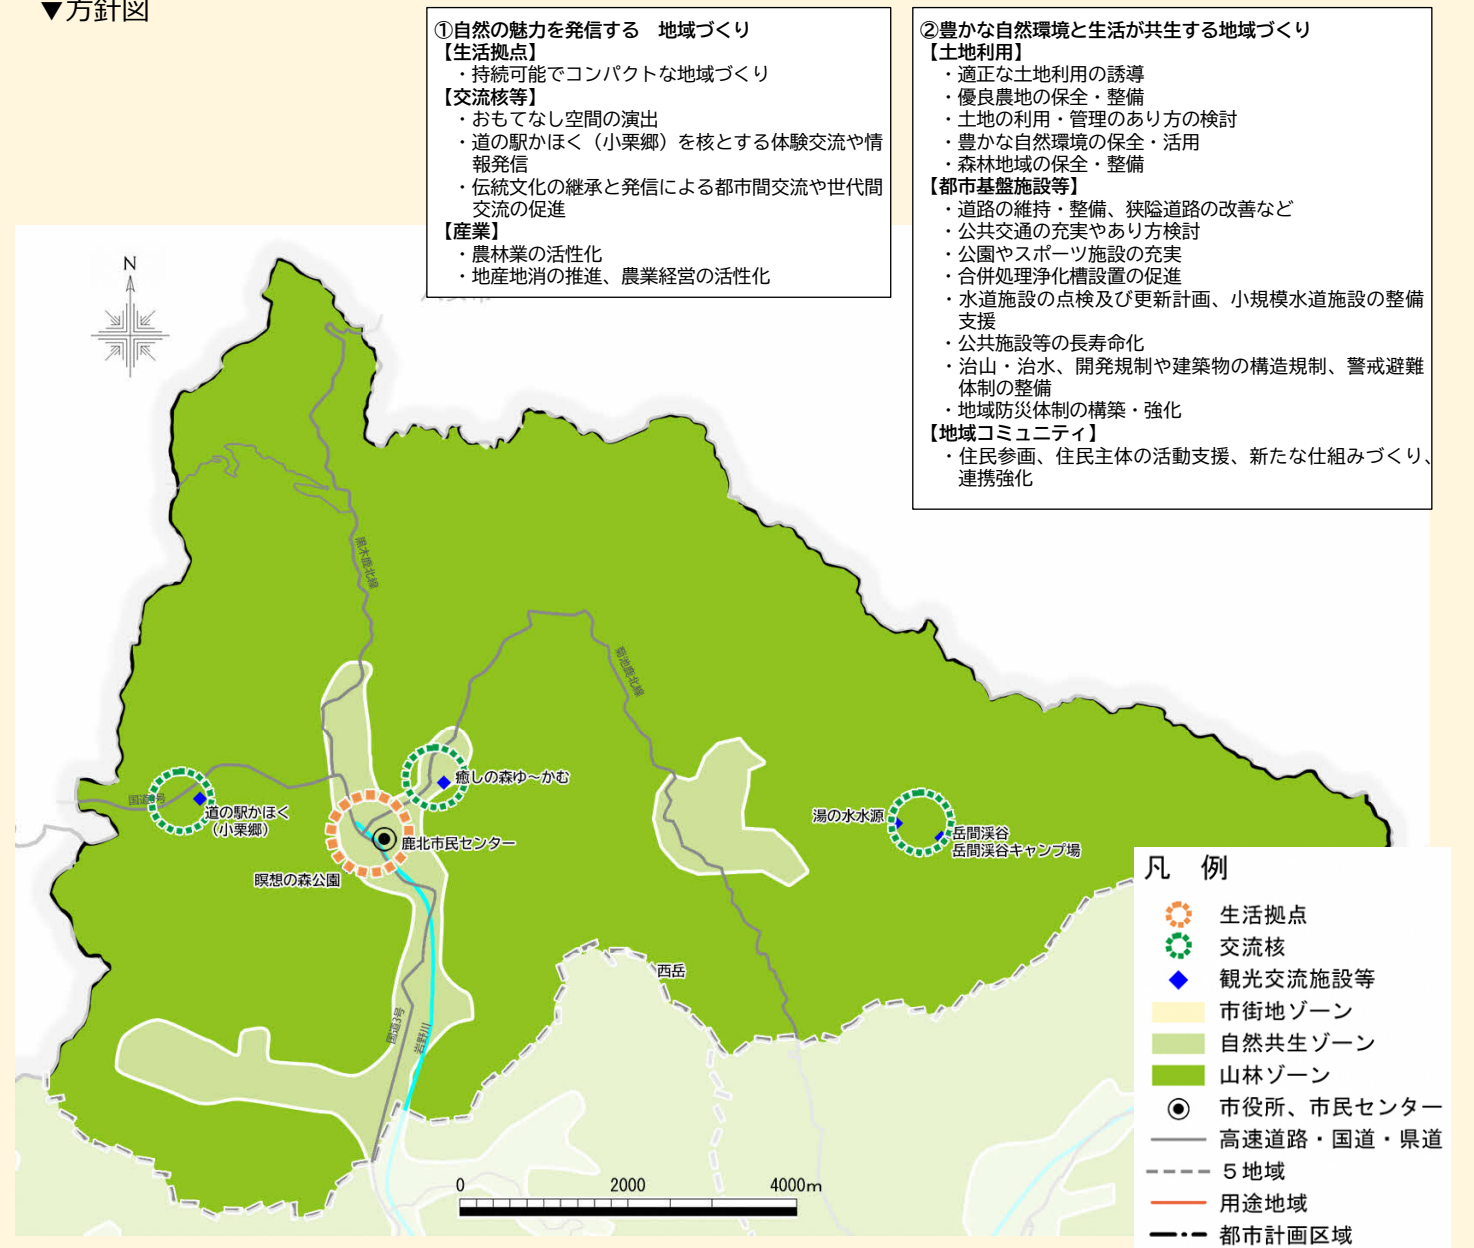 ▼方針図
①自然の魅力を発信する　地域づくり
【生活拠点】
・持続可能でコンパクトな地域づくり
【交流核等】
・おもてなし空間の演出
・道の駅かほく（小栗郷）を核とする体験交流や情
報発信
・伝統文化の継承と発信による都市間交流や世代間
交流の促進
【産業】
・農林業の活性化
・地産地消の推進、農業経営の活性化
②豊かな自然環境と生活が共生する地域づくり
【土地利用】
・適正な土地利用の誘導
・優良農地の保全・整備
・土地の利用・管理のあり方の検討
・豊かな自然環境の保全・活用
・森林地域の保全・整備
【都市基盤施設等】
・道路の維持・整備、狭隘道路の改善など
・公共交通の充実やあり方検討
・公園やスポーツ施設の充実
・合併処理浄化槽設置の促進
・水道施設の点検及び更新計画、小規模水道施設の整備
支援
・公共施設等の長寿命化
・治山・治水、開発規制や建築物の構造規制、警戒避難
体制の整備
・地域防災体制の構築・強化
【地域コミュニティ】
・住民参画、住民主体の活動支援、新たな仕組みづくり、
連携強化
N
黒木鹿北線
菊池鹿北線
癒しの森ゆ～かむ
国道3号
道の駅かほく
（小栗郷）
鹿北市民センター
瞑想の森公園
湯の水水源
岳間渓谷
岳間渓谷キャンプ場
西岳
国道3号
岩野川
0 2000 4000m
凡　例
生活拠点
交流核
観光交流施設等
市街地ゾーン
自然共生ゾーン
山林ゾーン
市役所、市民センター
高速道路・国道・県道
５地域
用途地域
都市計画区域